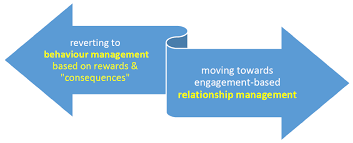 reverting to
behaviour management
based on rewards &
"consequences"
moving towards
engagement-based
relationship management